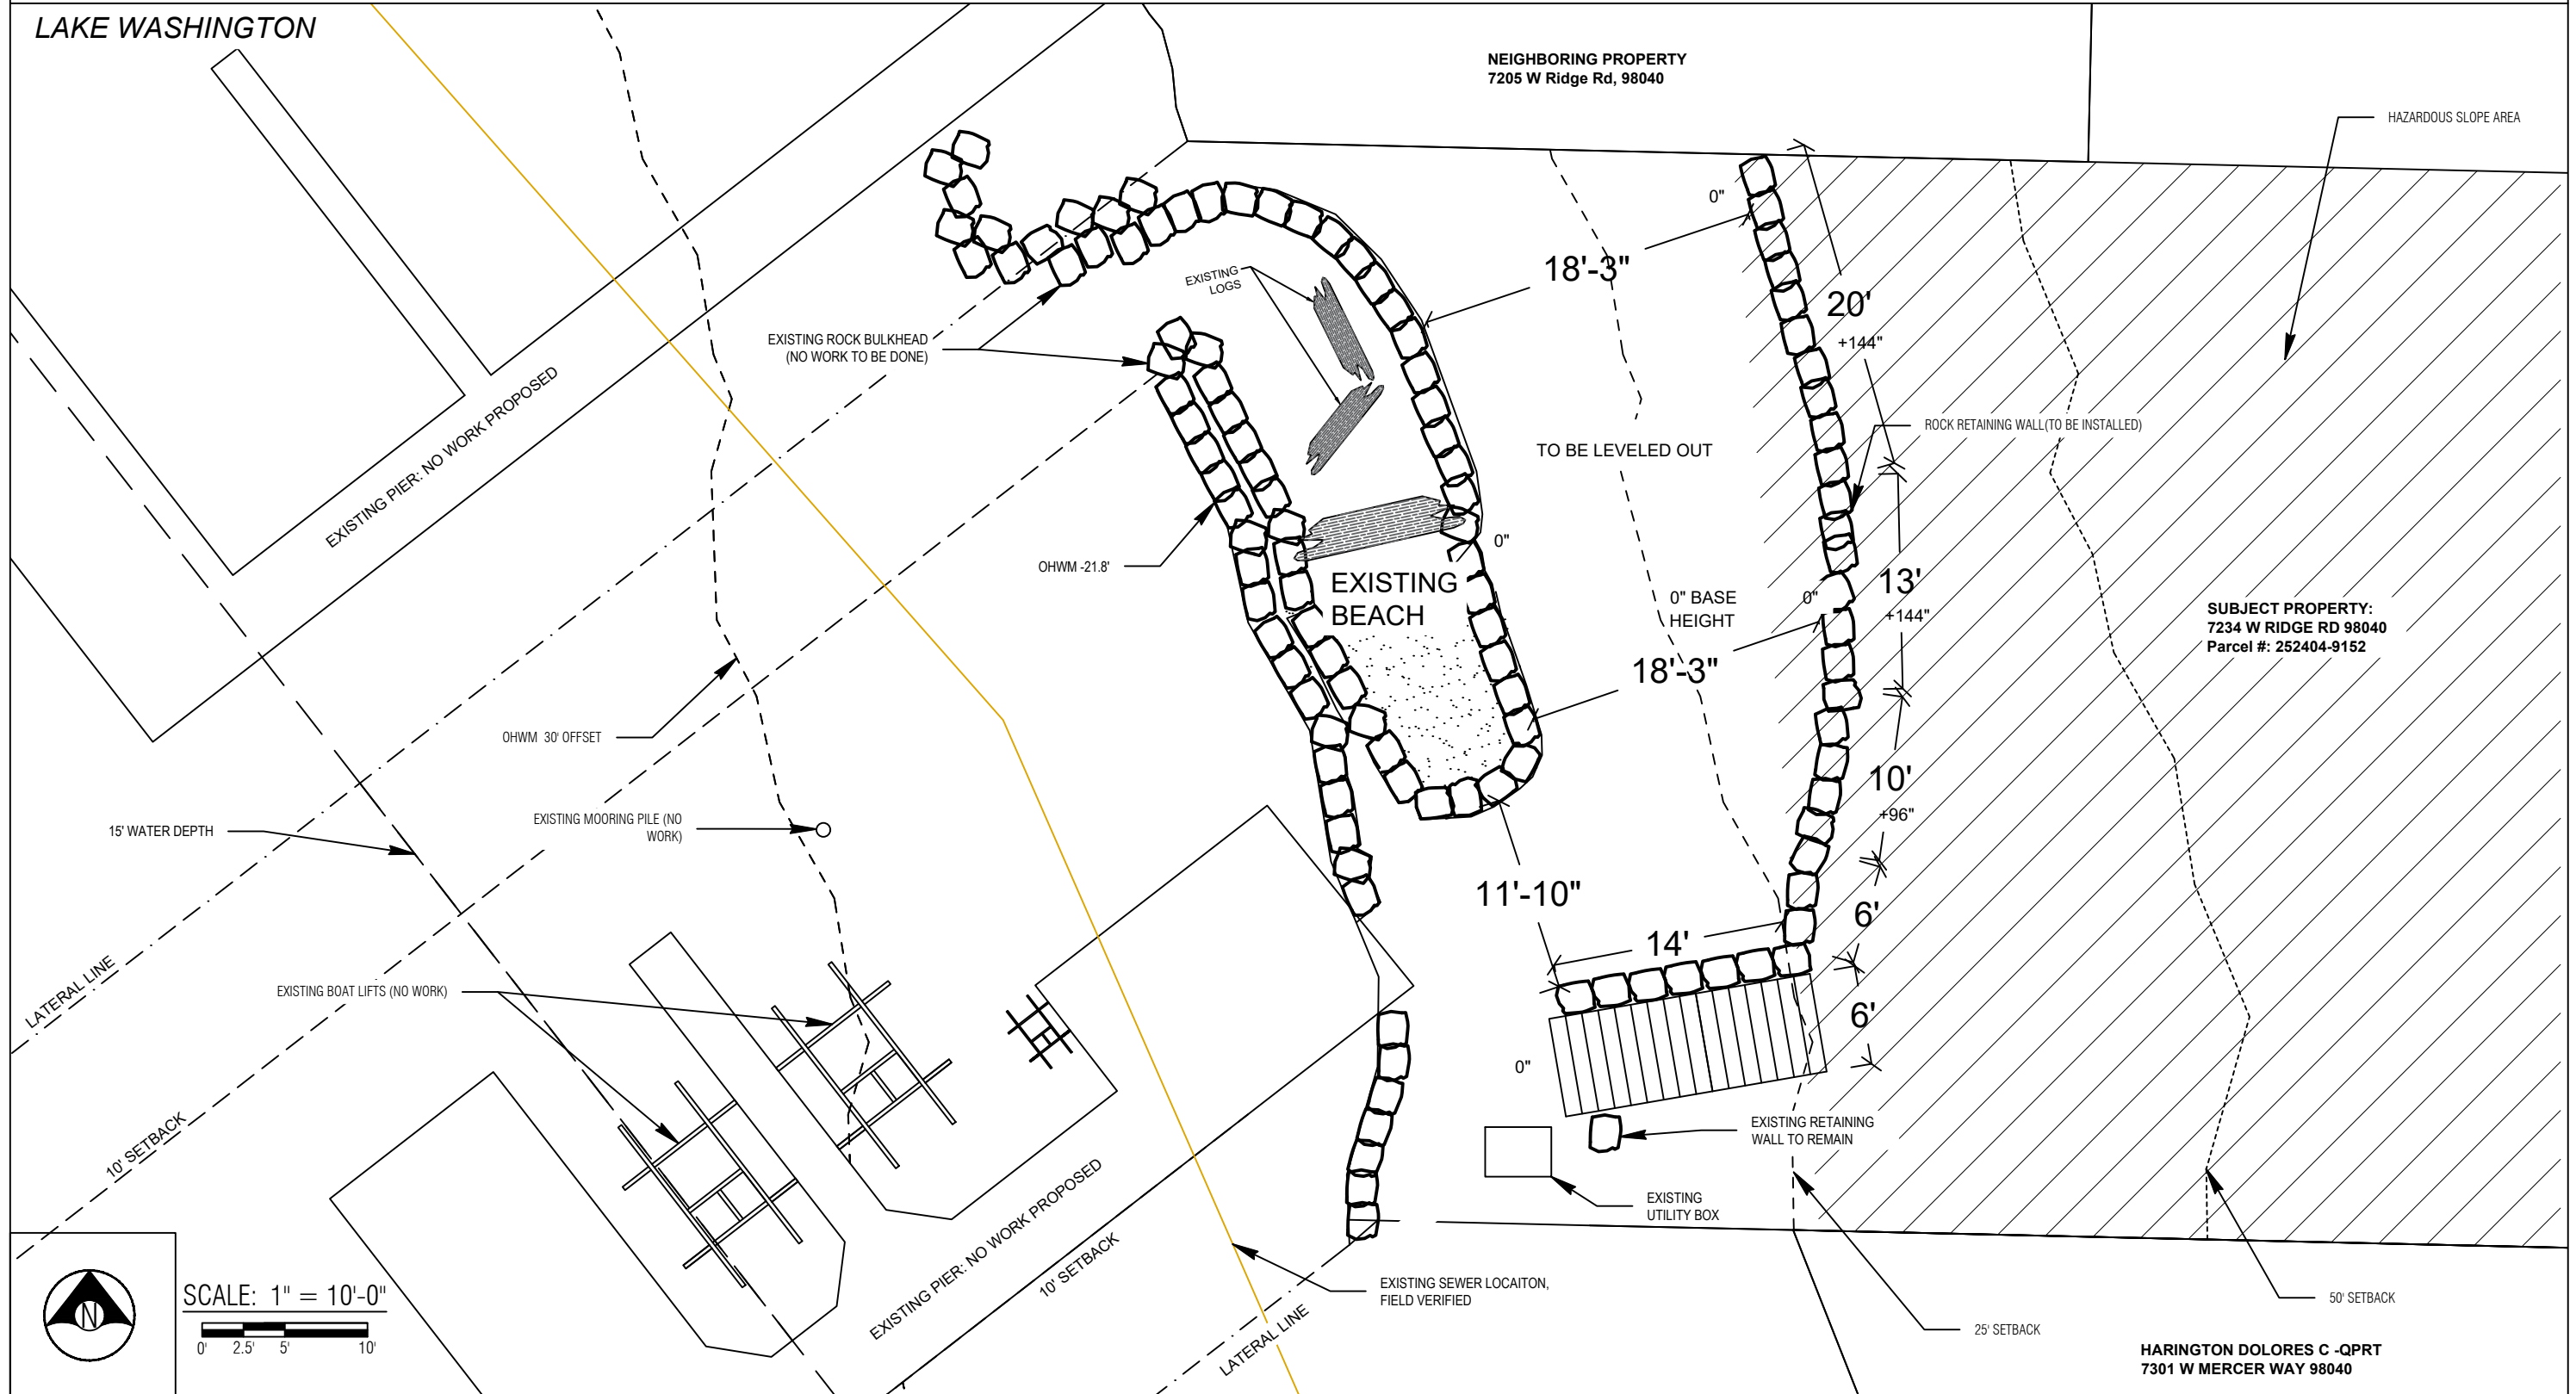 LAKE WASHINGTON
NEIGHBORING PROPERTY
7205 W Ridge Rd, 98040
HAZARDOUS SLOPE AREA
0"
18'-3"
EXISTING
LOGS
20'
+144"
EXISTING ROCK BULKHEAD
(NO WORK TO BE DONE)
EXISTING PIER: NO WORK PROPOSED
ROCK RETAINING WALL(TO BE INSTALLED)
TO BE LEVELED OUT
0"
OHWM -21.8'
EXISTING
BEACH
0" BASE
HEIGHT
0"
13'
+144"
SUBJECT PROPERTY:
7234 W RIDGE RD 98040
Parcel #: 252404-9152
18'-3"
OHWM 30' OFFSET
10'
+96"
15' WATER DEPTH
EXISTING MOORING PILE (NO
WORK)
11'-10"
6'
14'
LATERAL LINE
EXISTING BOAT LIFTS (NO WORK)
6'
0"
10' SETBACK
EXISTING RETAINING
WALL TO REMAIN
EXISTING
UTILITY BOX
EXISTING PIER: NO WORK PROPOSED
10' SETBACK
EXISTING SEWER LOCAITON,
FIELD VERIFIED
LATERAL LINE
50' SETBACK
25' SETBACK
HARINGTON DOLORES C -QPRT
7301 W MERCER WAY 98040
N
SCALE: 1" = 10'-0"
0' 2.5' 5' 10'